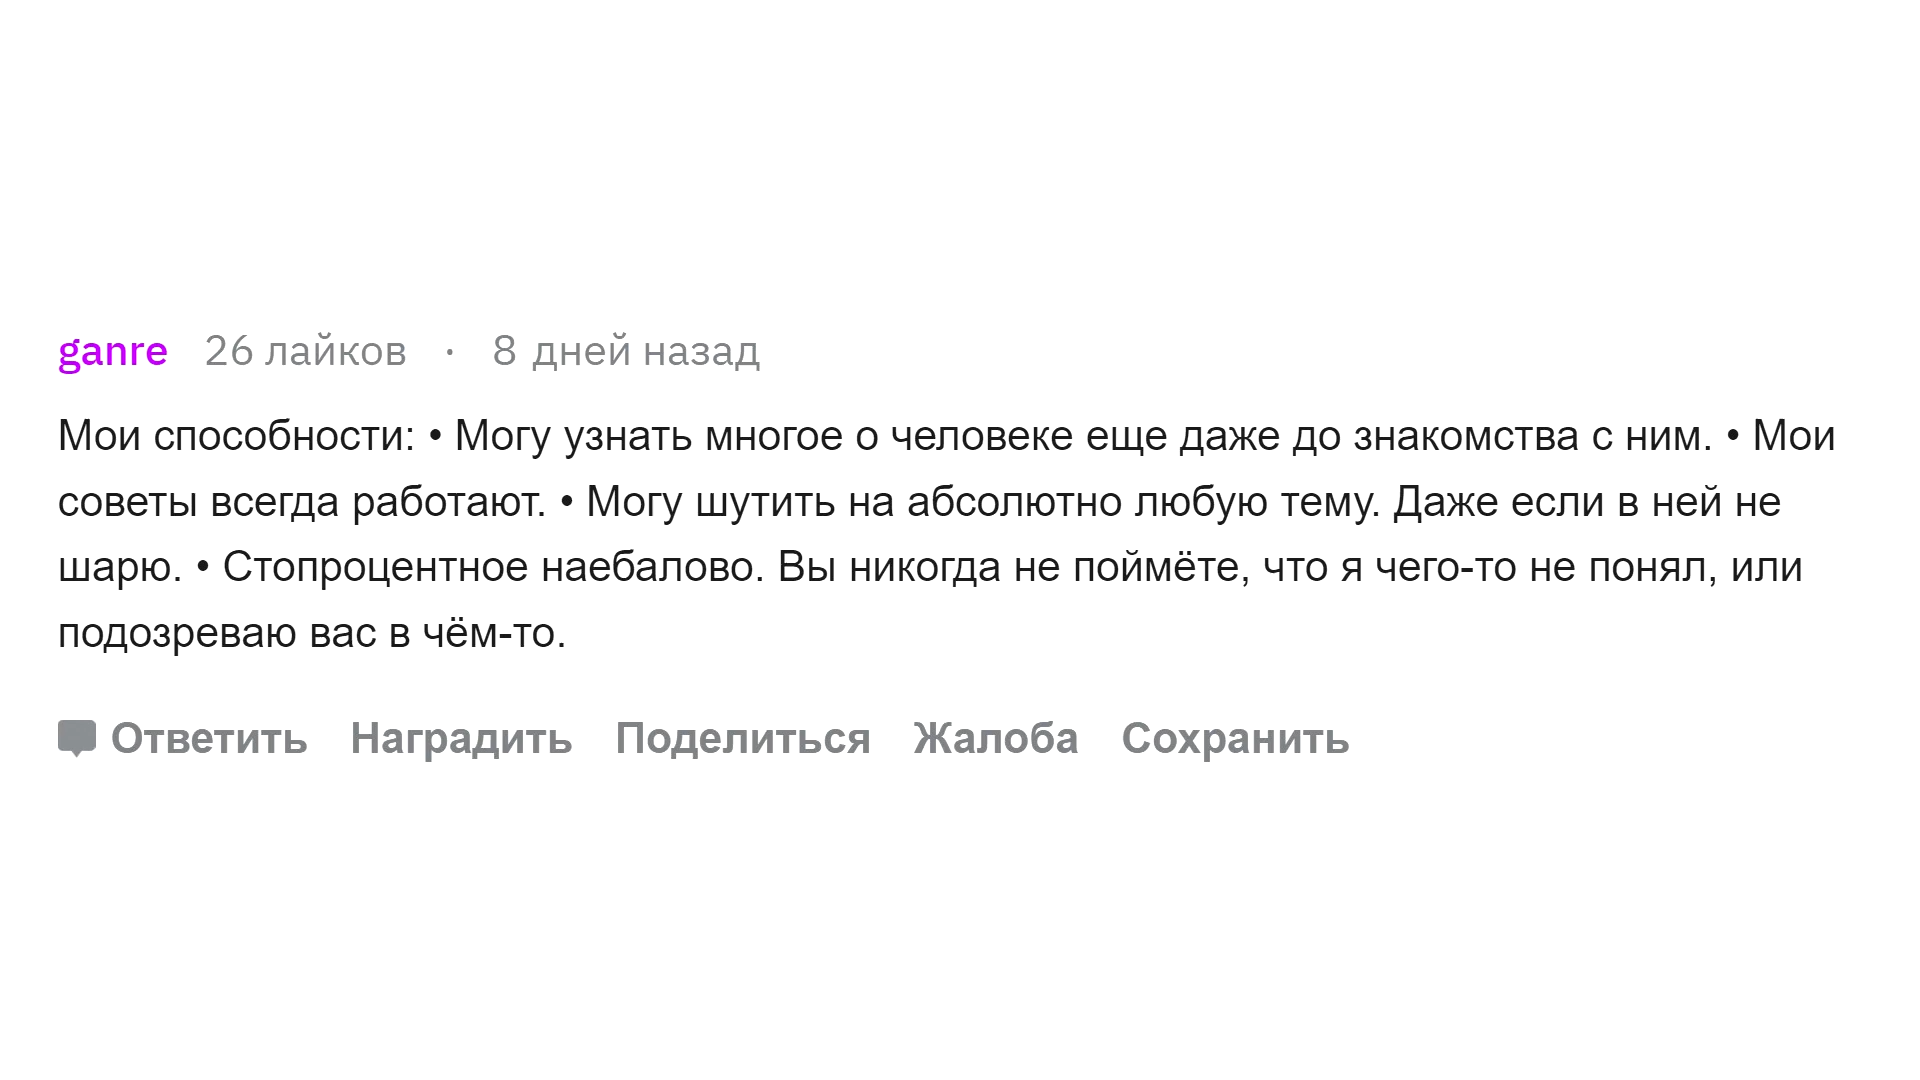 ganre 26 лайков · 8 дней назад
Мои способности: • Могу узнать многое о человеке еще даже до знакомства с ним. • Мои
советы всегда работают. • Могу шутить на абсолютно любую тему. Даже если в ней не
шарю. • Стопроцентное наебалово. Вы никогда не поймёте, что я чего-то не понял, или
подозреваю вас в чём-то.
Ответить Наградить Поделиться Жалоба Сохранить